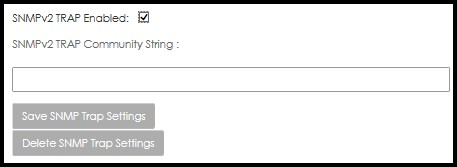 SNMPv2 TRAP Enabled:
SNMPv2 TRAP Community String :
Save SNMP Trap Settings
Delete SNMP Trap Settings